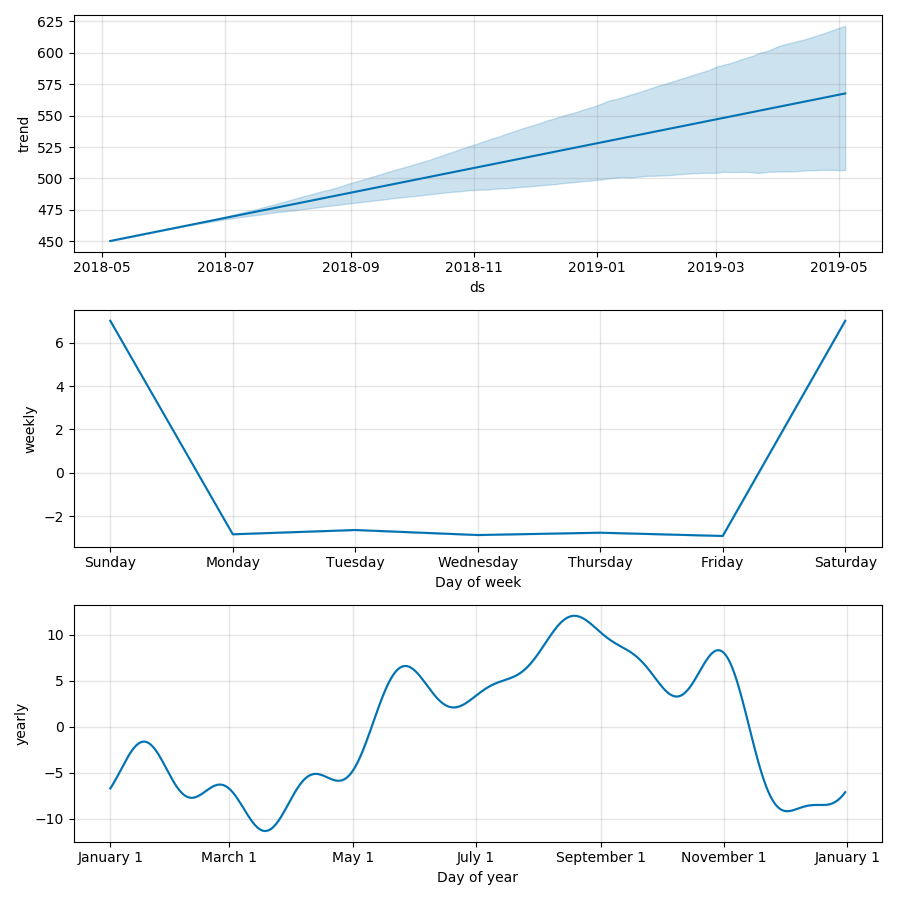 625
600
575
550
525
500
475
450
trend
2018-05 2018-07 2018-09 2018-11 2019-01 2019-03 2019-05
ds
6
4
2
0
−2
weekly
Sunday Monday Tuesday Wednesday Thursday Friday Saturday
Day of week
10
5
0
−5
−10
yearly
January 1 March 1 May 1 July 1 September 1 November 1 January 1
Day of year